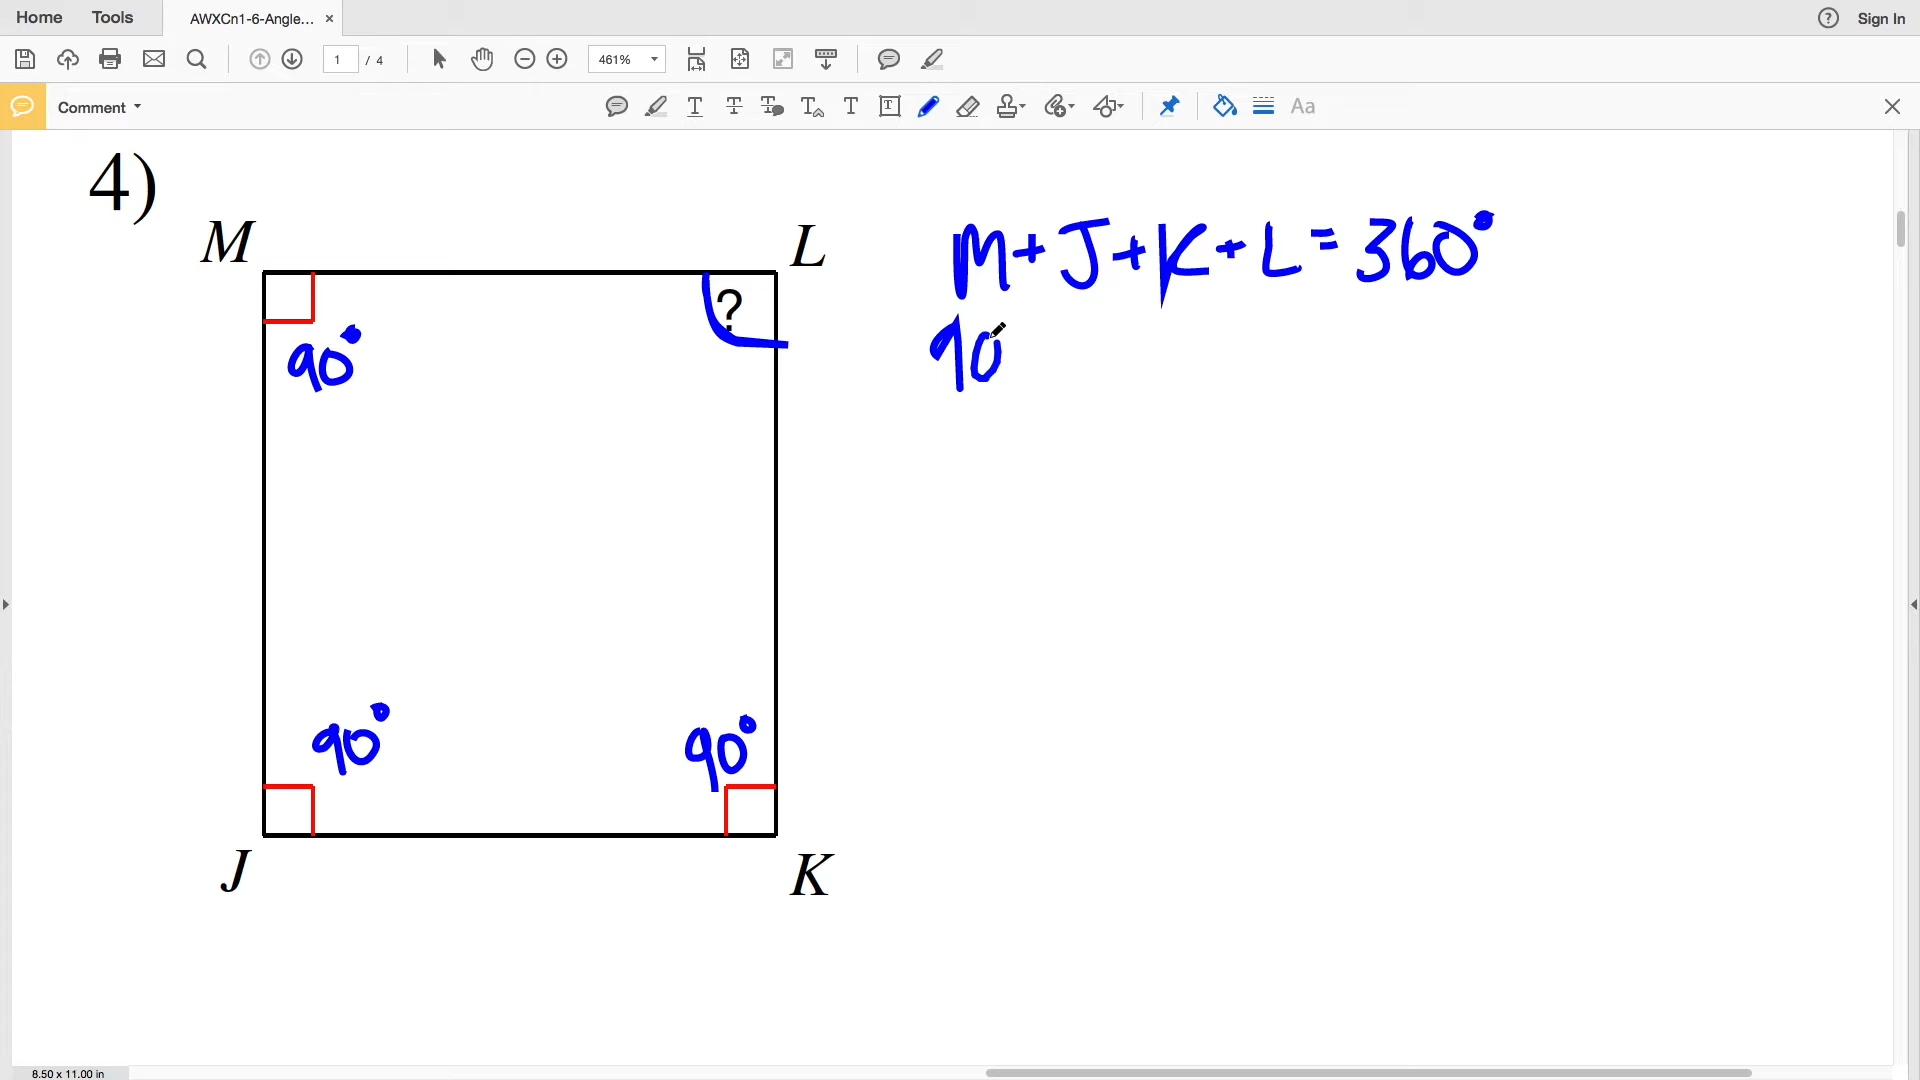 Home Tools AWXCn1-6-Angle... × ? Sign In
1 / 4 461%
Comment T T T T T T Aa
4)
M L M+J+K+L=360°
?
90° 90
90° 90°
J K
8.50 x 11.00 in